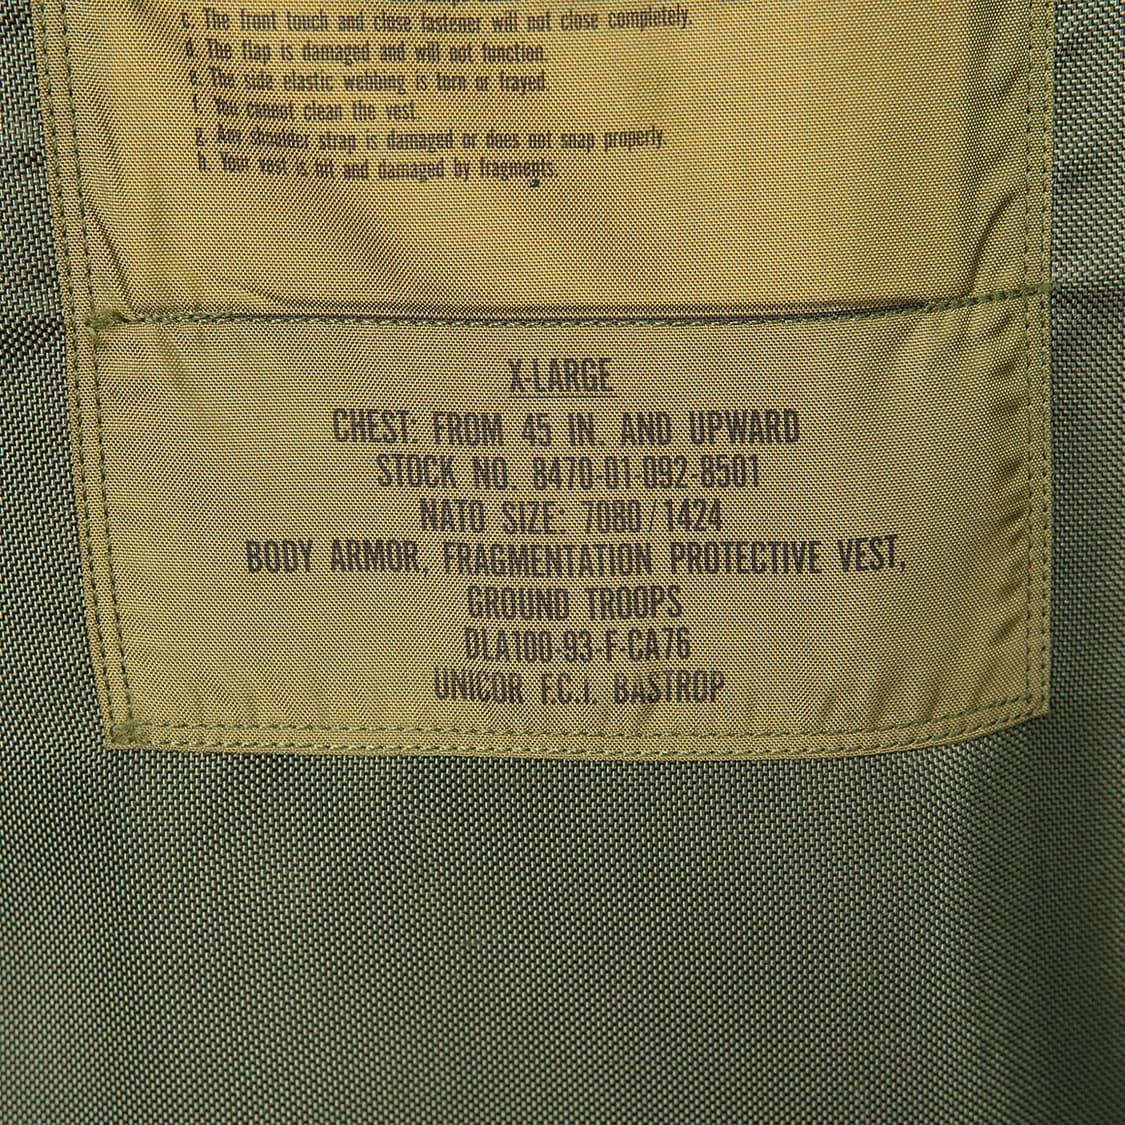 c. The front touch and close fastener will not close completely.
d. The flap is damaged and will not function.
e. The side elastic webbing is torn or frayed.
f. You cannot clean the vest.
g. Any shoulder strap is damaged or does not snap properly.
h. Your vest is hit and damaged by fragments.
X-LARGE
CHEST: FROM 45 IN. AND UPWARD
STOCK NO. 8470-01-092-8501
NATO SIZE: 7080/1424
BODY ARMOR, FRAGMENTATION PROTECTIVE VEST,
GROUND TROOPS
DLA100-93-F-CA76
UNICOR F.C.I. BASTROP